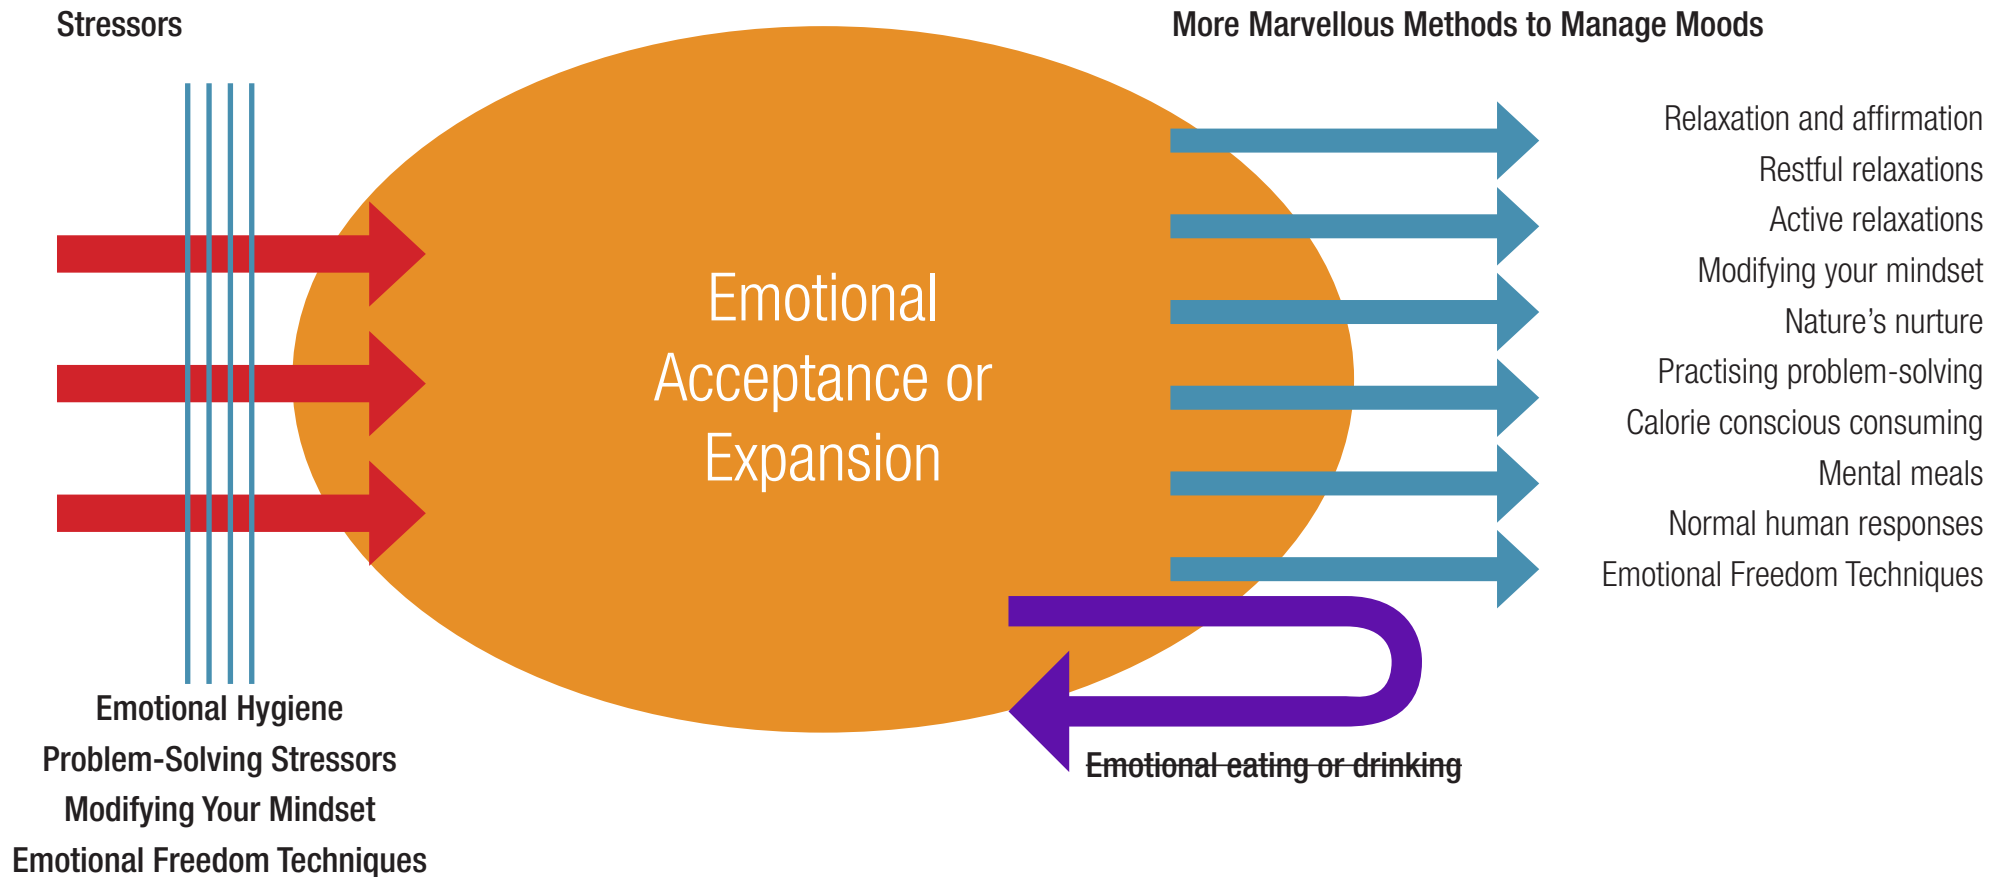 Stressors
More Marvellous Methods to Manage Moods
Relaxation and affirmation
Restful relaxations
Active relaxations
Modifying your mindset
Nature’s nurture
Practising problem-solving
Calorie conscious consuming
Mental meals
Normal human responses
Emotional Freedom Techniques
Emotional
Acceptance or
Expansion
Emotional eating or drinking
Emotional Hygiene
Problem-Solving Stressors
Modifying Your Mindset
Emotional Freedom Techniques